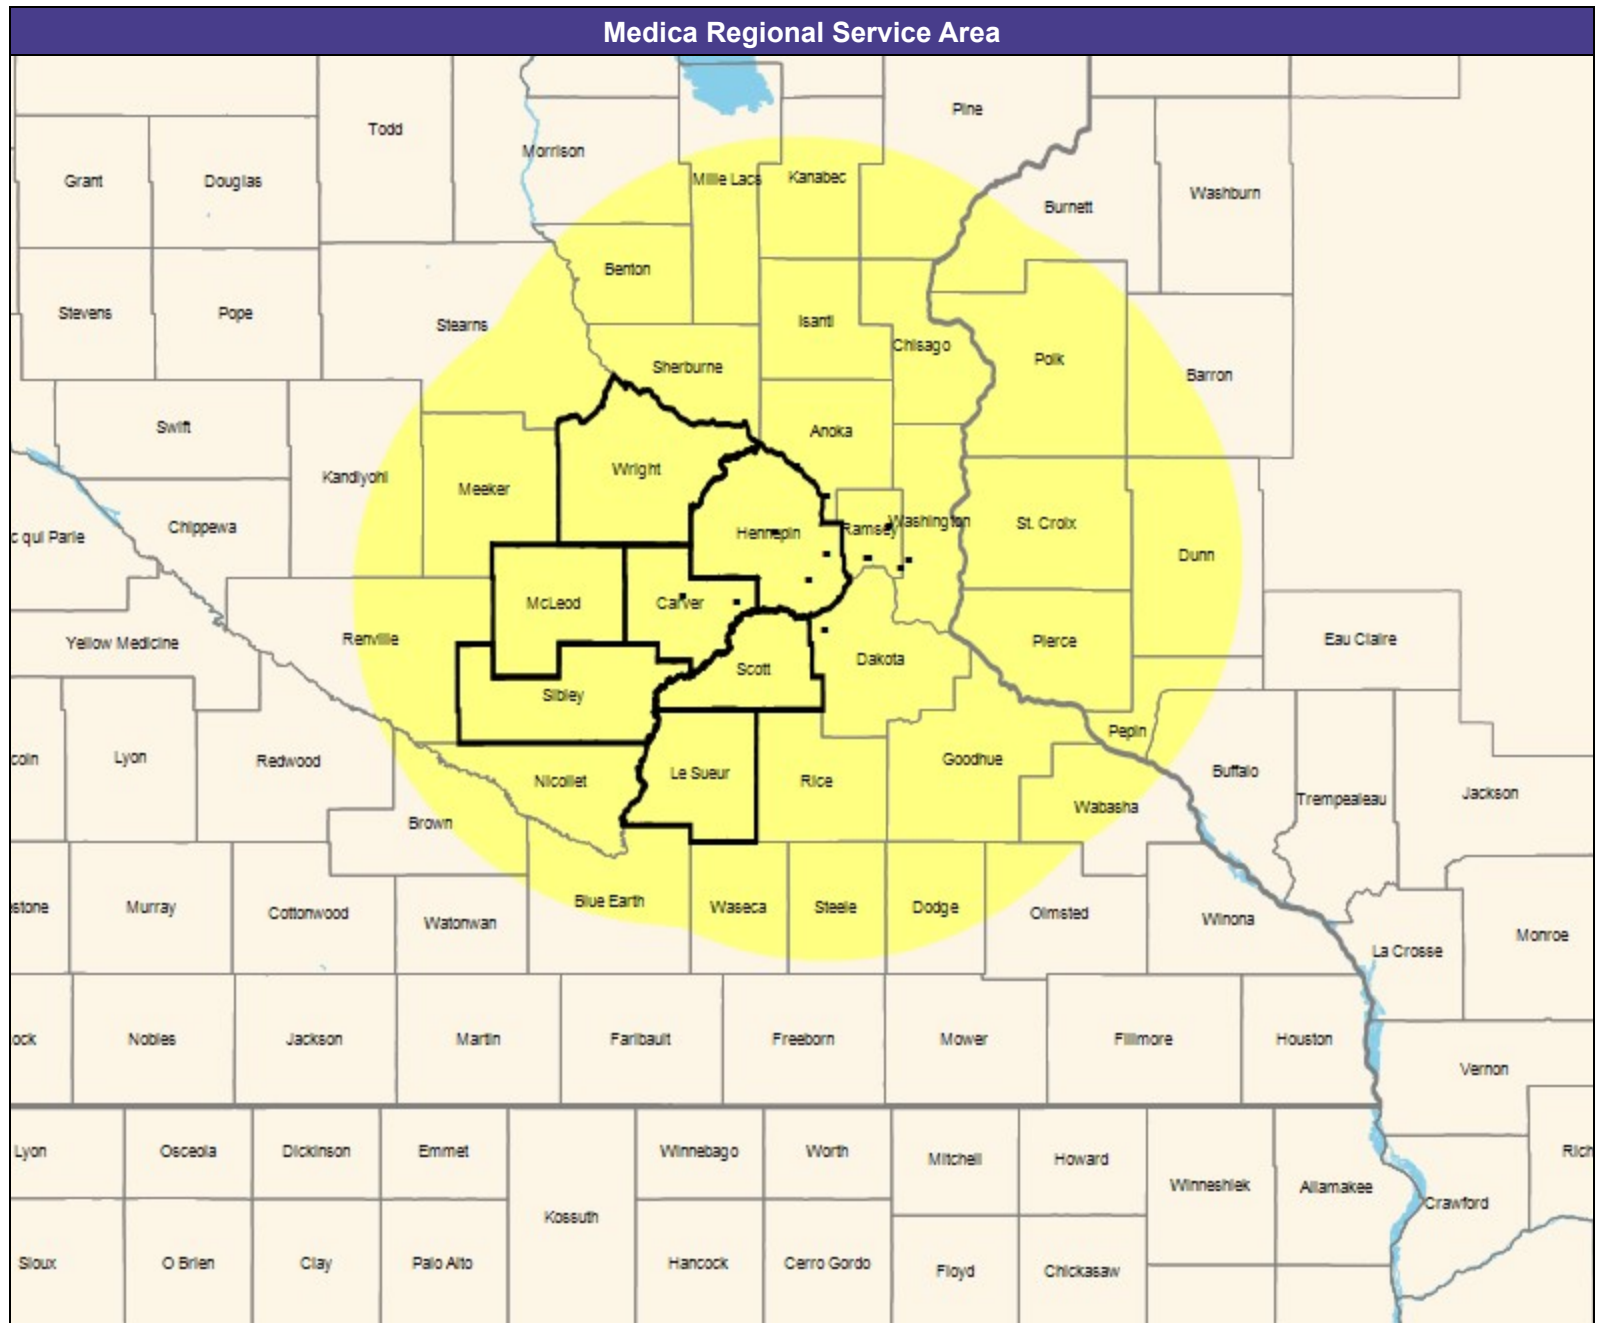 Medica Regional Service Area
Pine
Todd
Morrison
Mille Lacs
Kanabec
Grant
Douglas
Washburn
Burnett
Benton
Stevens
Pope
Stearns
Isanti
Chisago
Polk
Sherburne
Barron
Swift
Anoka
Wright
Kandiyohi
Meeker
Chippewa
Hennepin
Ramsey
Washington
St. Croix
c qui Parle
Dunn
McLeod
Carver
Renville
Yellow Medicine
Pierce
Eau Claire
Scott
Dakota
Sibley
Pepin
coln
Lyon
Redwood
Nicollet
Le Sueur
Rice
Goodhue
Buffalo
Trempealeau
Jackson
Wabasha
Brown
stone
Murray
Cottonwood
Watonwan
Blue Earth
Waseca
Steele
Dodge
Olmsted
Winona
La Crosse
Monroe
ock
Nobles
Jackson
Martin
Faribault
Freeborn
Mower
Fillmore
Houston
Vernon
Lyon
Osceola
Dickinson
Emmet
Winnebago
Worth
Mitchell
Howard
Rich
Winneshiek
Allamakee
Crawford
Kossuth
Sioux
O Brien
Clay
Palo Alto
Hancock
Cerro Gordo
Floyd
Chickasaw